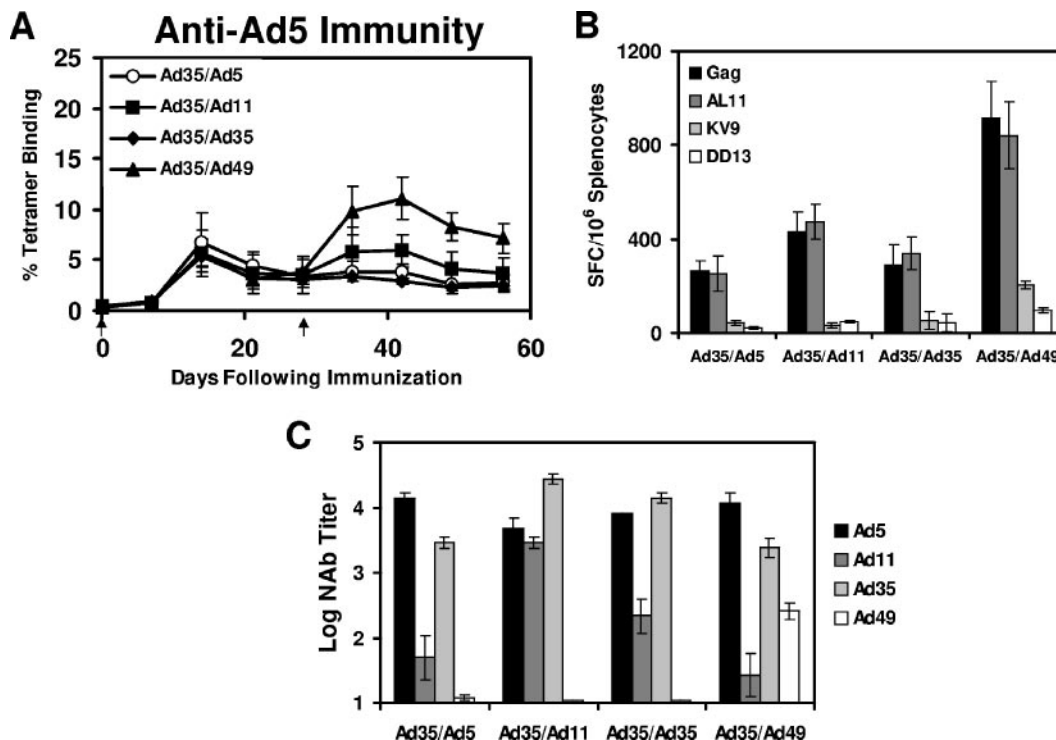 A
Anti-Ad5 Immunity
25
20
15
10
5
0
% Tetramer Binding
Ad35/Ad5
Ad35/Ad11
Ad35/Ad35
Ad35/Ad49
0 20 40 60
Days Following Immunization
B
1200
800
400
0
SFC/10⁶ Splenocytes
Gag
AL11
KV9
DD13
Ad35/Ad5 Ad35/Ad11 Ad35/Ad35 Ad35/Ad49
C
5
4
3
2
1
Log NAb Titer
Ad5
Ad11
Ad35
Ad49
Ad35/Ad5 Ad35/Ad11 Ad35/Ad35 Ad35/Ad49